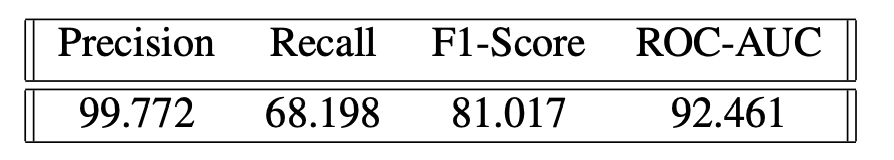 Precision Recall F1-Score ROC-AUC
99.772 68.198 81.017 92.461